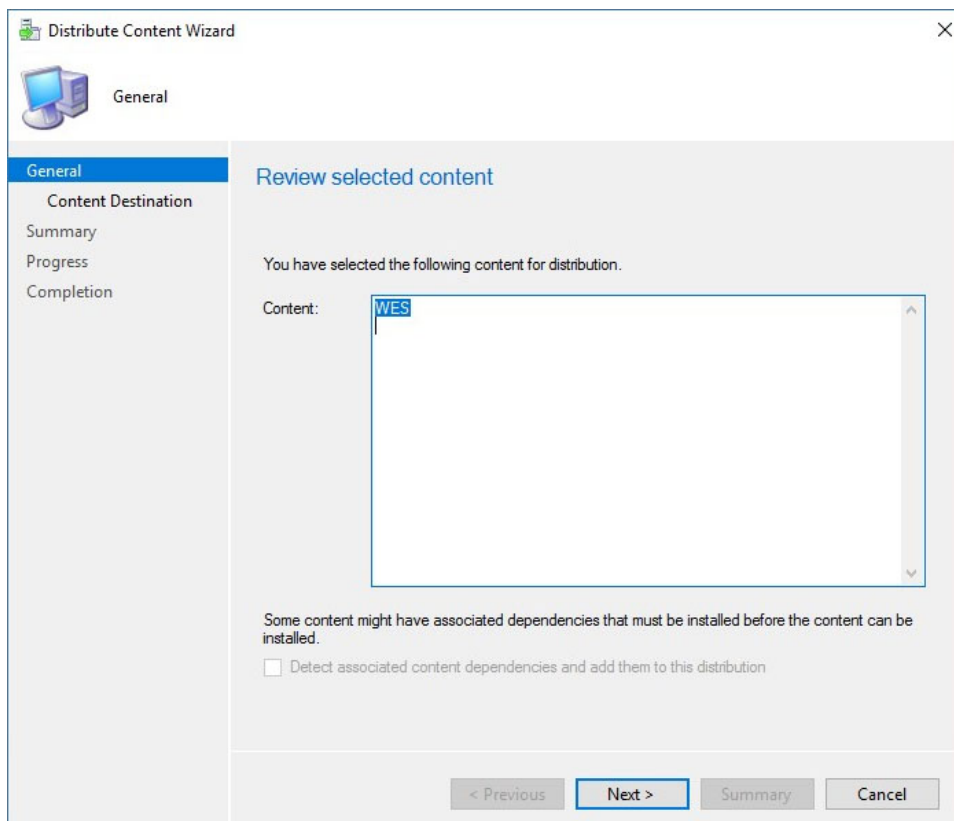 Distribute Content Wizard
General
General
Content Destination
Summary
Progress
Completion
Review selected content
You have selected the following content for distribution.
Content:
WES
Some content might have associated dependencies that must be installed before the content can be
installed.
Detect associated content dependencies and add them to this distribution
< Previous
Next >
Summary
Cancel